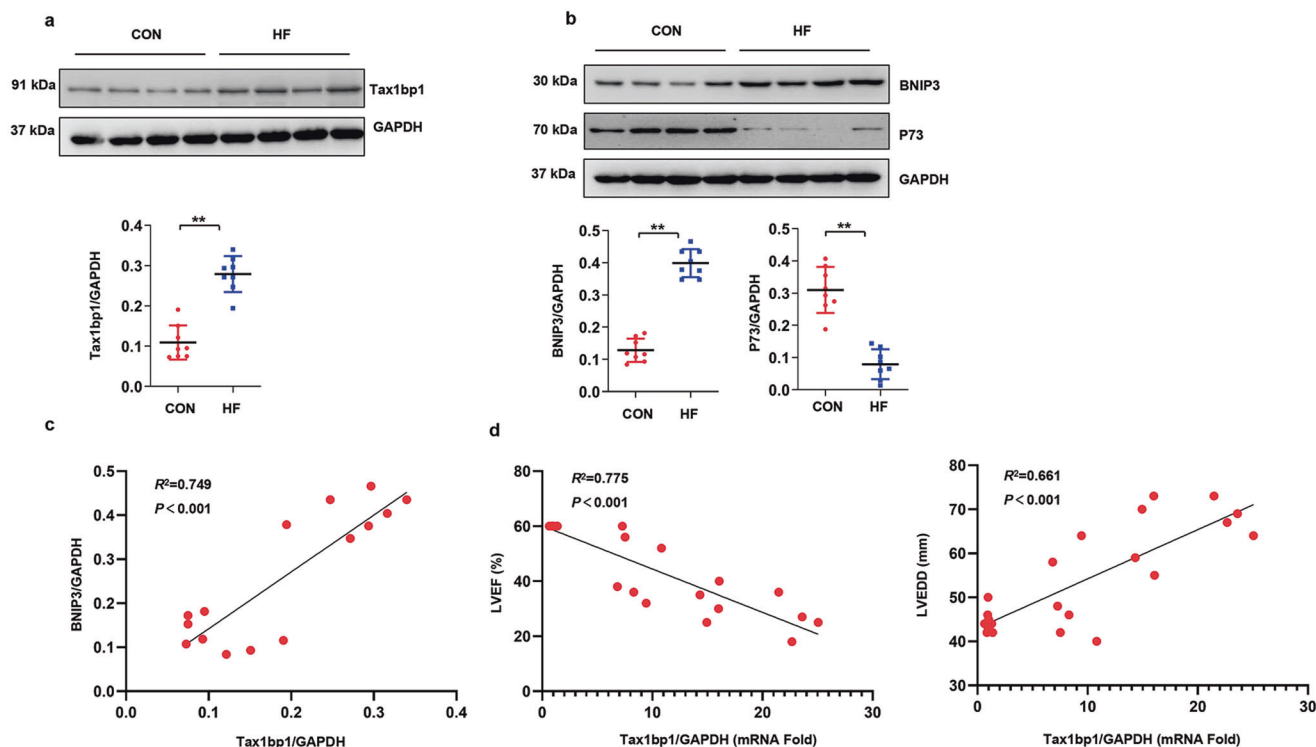 a
CON HF
91 kDa
Tax1bp1
37 kDa
GAPDH
**
Tax1bp1/GAPDH
0.4
0.3
0.2
0.1
0.0
CON HF
b
CON HF
30 kDa
BNIP3
70 kDa
P73
37 kDa
GAPDH
**
BNIP3/GAPDH
0.5
0.4
0.3
0.2
0.1
0.0
CON HF
**
P73/GAPDH
0.5
0.4
0.3
0.2
0.1
0.0
CON HF
c
R²=0.749
P < 0.001
BNIP3/GAPDH
0.5
0.4
0.3
0.2
0.1
0.0
0.0 0.1 0.2 0.3 0.4
Tax1bp1/GAPDH
d
R²=0.775
P < 0.001
LVEF (%)
80
60
40
20
0
0 10 20 30
Tax1bp1/GAPDH (mRNA Fold)
R²=0.661
P < 0.001
LVEDD (mm)
80
70
60
50
40
30
0 10 20 30
Tax1bp1/GAPDH (mRNA Fold)